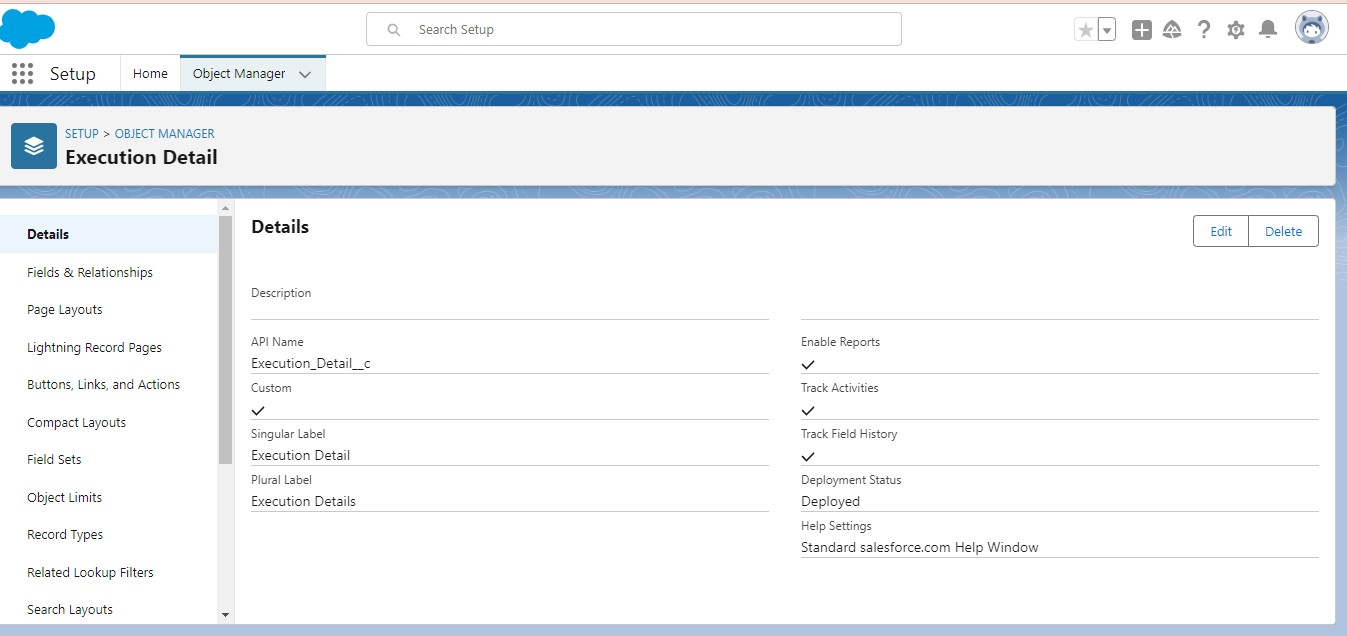 Search Setup
Setup
Home
Object Manager
SETUP > OBJECT MANAGER
Execution Detail
Details
Fields & Relationships
Page Layouts
Lightning Record Pages
Buttons, Links, and Actions
Compact Layouts
Field Sets
Object Limits
Record Types
Related Lookup Filters
Search Layouts
Details
Edit
Delete
Description
API Name
Execution_Detail__c
Custom
Singular Label
Execution Detail
Plural Label
Execution Details
Enable Reports
Track Activities
Track Field History
Deployment Status
Deployed
Help Settings
Standard salesforce.com Help Window